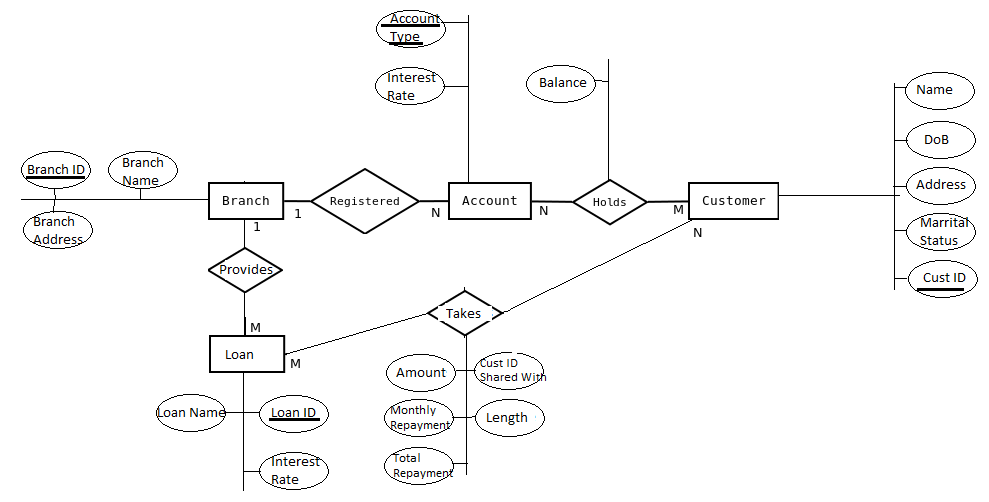 Account
Type
Interest
Rate
Balance
Name
DoB
Address
Marrital
Status
Cust ID
Branch ID
Branch
Name
Branch
Address
Branch
1
Registered
N
Account
N
Holds
M
Customer
N
1
Provides
M
Loan
M
Takes
Loan Name
Loan ID
Interest
Rate
Amount
Cust ID
Shared With
Monthly
Repayment
Length
Total
Repayment